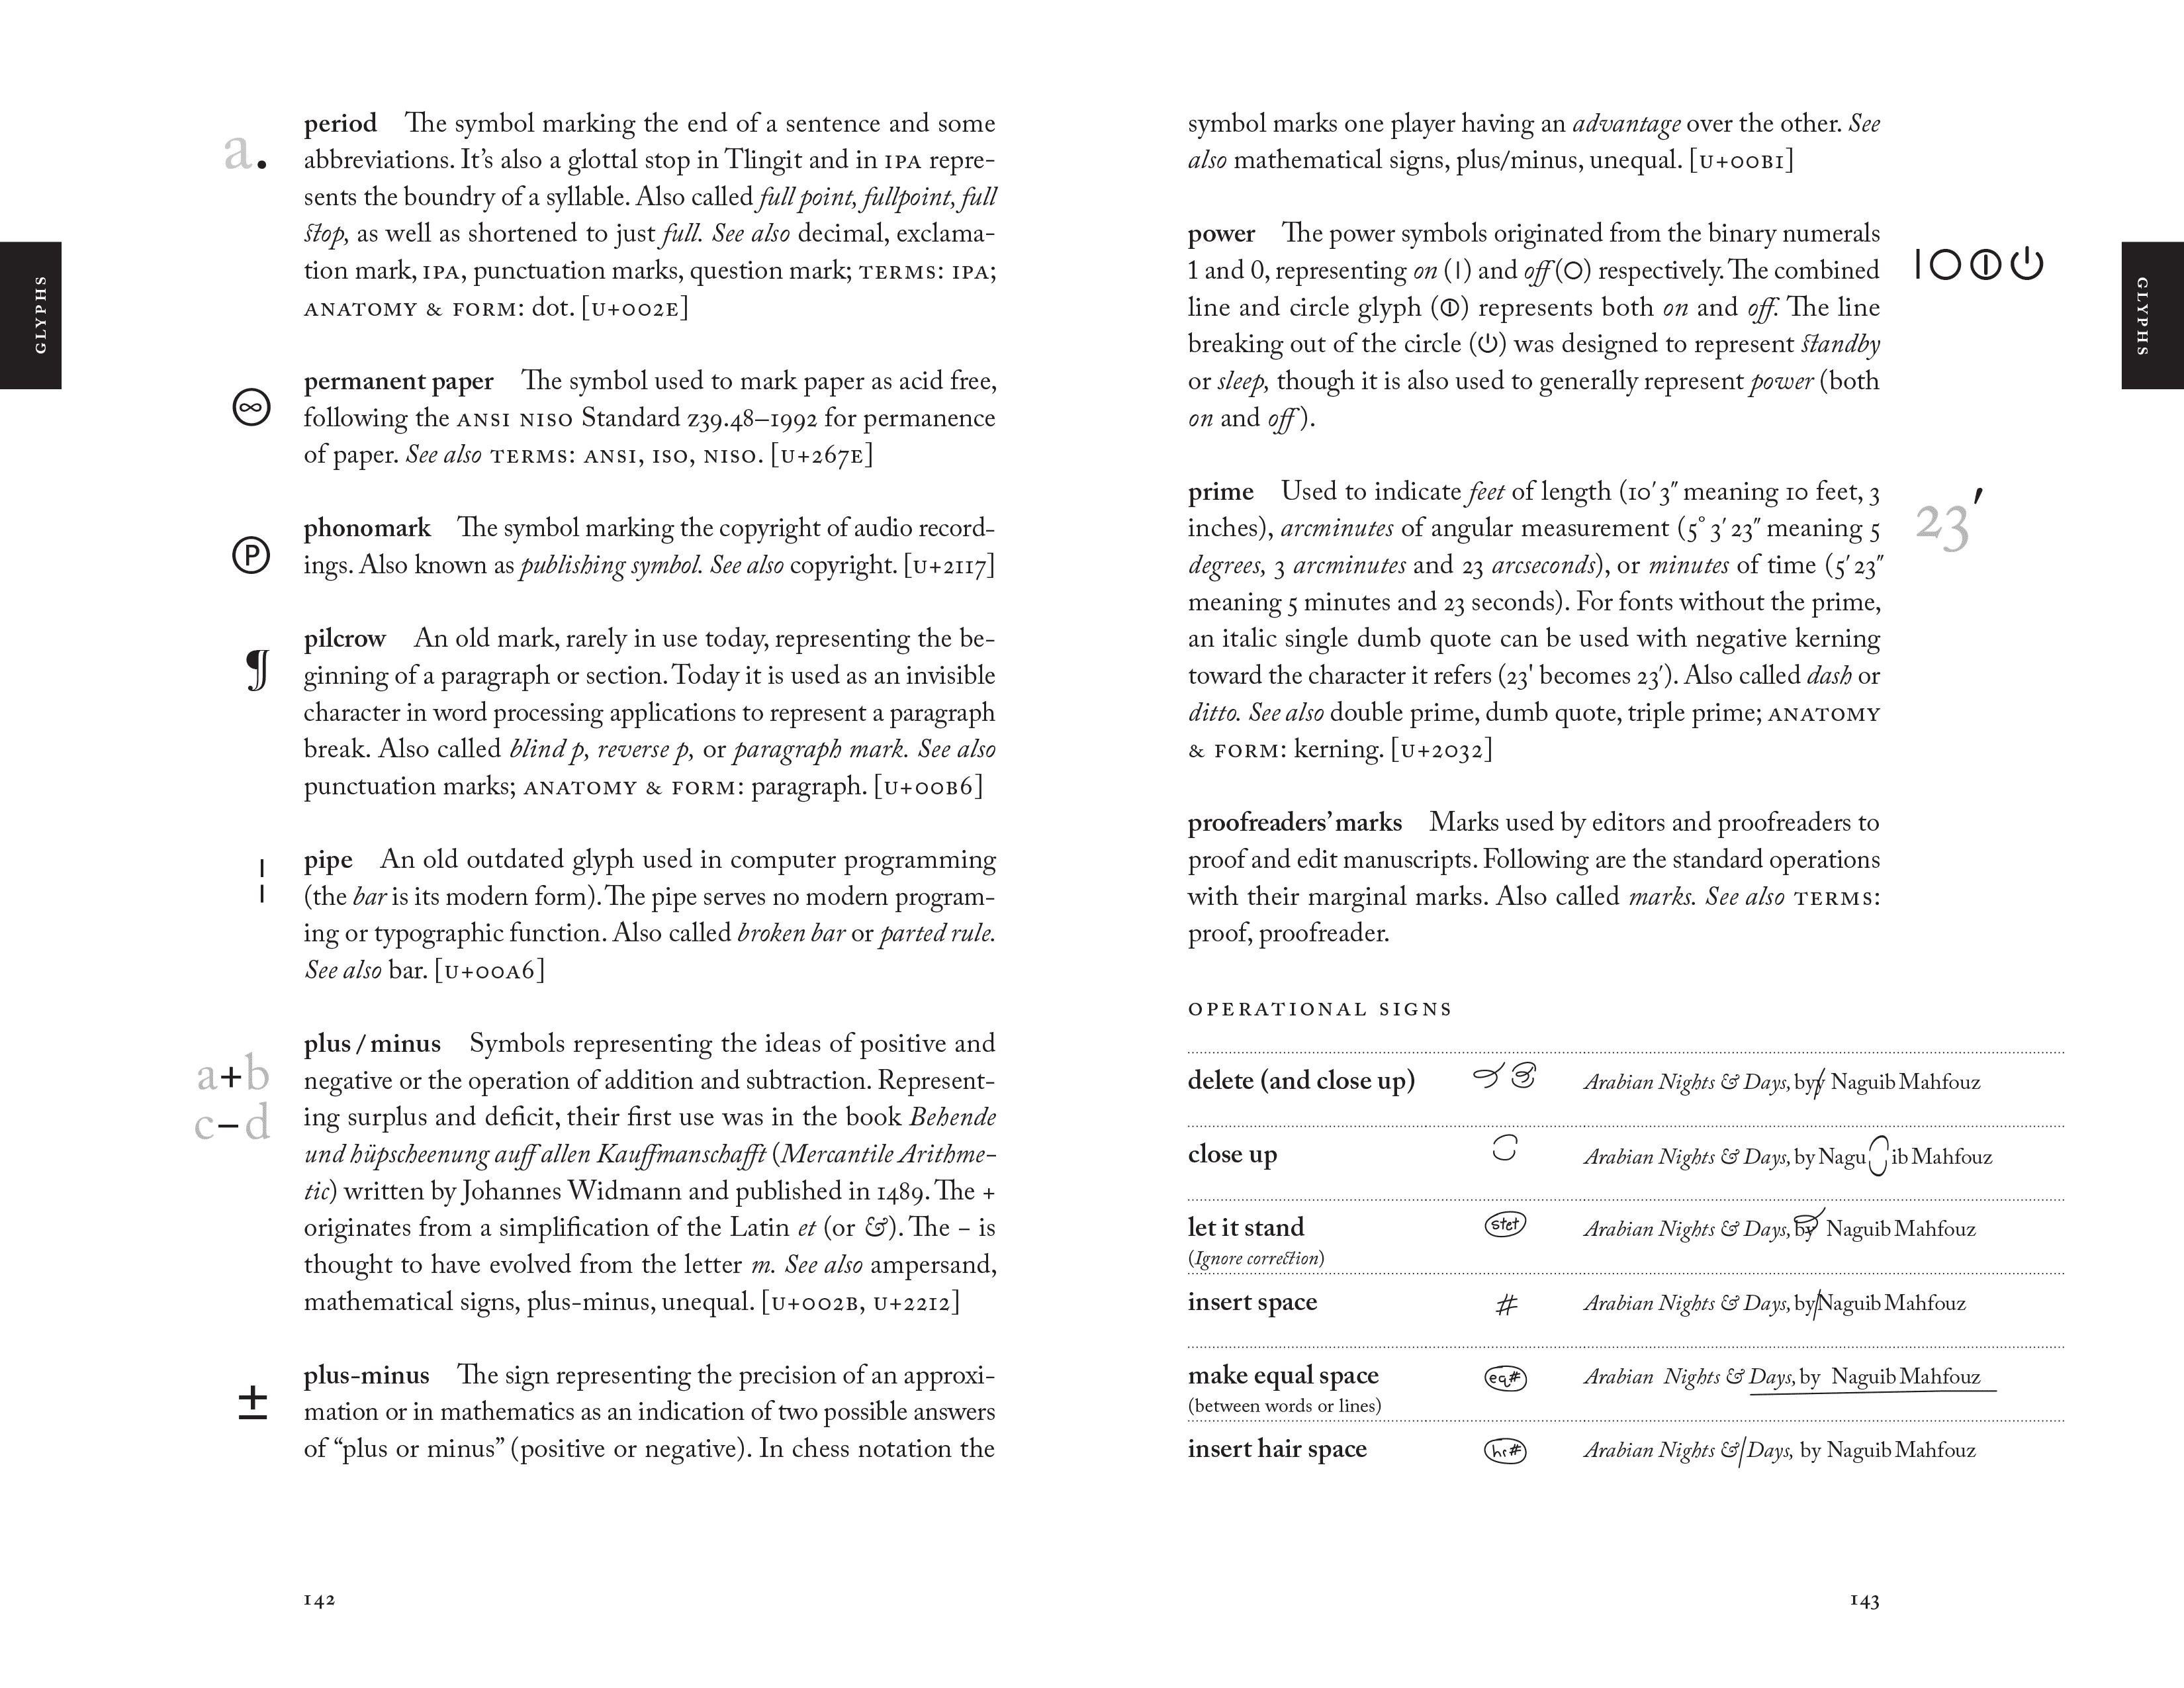 GLYPHS
a.
period The symbol marking the end of a sentence and some
abbreviations. It’s also a glottal stop in Tlingit and in IPA repre-
sents the boundry of a syllable. Also called full point, fullpoint, full
stop, as well as shortened to just full. See also decimal, exclama-
tion mark, IPA, punctuation marks, question mark; TERMS: IPA;
ANATOMY & FORM: dot. [U+002E]
♾
permanent paper The symbol used to mark paper as acid free,
following the ANSI NISO Standard Z39.48–1992 for permanence
of paper. See also TERMS: ANSI, ISO, NISO. [U+267E]
℗
phonomark The symbol marking the copyright of audio record-
ings. Also known as publishing symbol. See also copyright. [U+2117]
¶
pilcrow An old mark, rarely in use today, representing the be-
ginning of a paragraph or section. Today it is used as an invisible
character in word processing applications to represent a paragraph
break. Also called blind p, reverse p, or paragraph mark. See also
punctuation marks; ANATOMY & FORM: paragraph. [U+00B6]
¦
pipe An old outdated glyph used in computer programming
(the bar is its modern form). The pipe serves no modern program-
ing or typographic function. Also called broken bar or parted rule.
See also bar. [U+00A6]
a+b
c−d
plus / minus Symbols representing the ideas of positive and
negative or the operation of addition and subtraction. Represent-
ing surplus and deficit, their first use was in the book Behende
und hüpscheenung auff allen Kauffmanschafft (Mercantile Arithme-
tic) written by Johannes Widmann and published in 1489. The +
originates from a simplification of the Latin et (or &). The – is
thought to have evolved from the letter m. See also ampersand,
mathematical signs, plus-minus, unequal. [U+002B, U+2212]
±
plus-minus The sign representing the precision of an approxi-
mation or in mathematics as an indication of two possible answers
of “plus or minus” (positive or negative). In chess notation the
142
symbol marks one player having an advantage over the other. See
also mathematical signs, plus/minus, unequal. [U+00B1]
power The power symbols originated from the binary numerals
1 and 0, representing on (⏽) and off (⭘) respectively. The combined
line and circle glyph (⏼) represents both on and off. The line
breaking out of the circle (⏻) was designed to represent standby
or sleep, though it is also used to generally represent power (both
on and off).
⏽⭘⏼⏻
prime Used to indicate feet of length (10′ 3″ meaning 10 feet, 3
inches), arcminutes of angular measurement (5° 3′ 23″ meaning 5
degrees, 3 arcminutes and 23 arcseconds), or minutes of time (5′ 23″
meaning 5 minutes and 23 seconds). For fonts without the prime,
an italic single dumb quote can be used with negative kerning
toward the character it refers (23' becomes 23′). Also called dash or
ditto. See also double prime, dumb quote, triple prime; ANATOMY
& FORM: kerning. [U+2032]
23′
proofreaders’ marks Marks used by editors and proofreaders to
proof and edit manuscripts. Following are the standard operations
with their marginal marks. Also called marks. See also TERMS:
proof, proofreader.
OPERATIONAL SIGNS
delete (and close up) Arabian Nights & Days, byy Naguib Mahfouz
close up Arabian Nights & Days, by Nagu ib Mahfouz
let it stand stet Arabian Nights & Days, by Naguib Mahfouz
(Ignore correction)
insert space # Arabian Nights & Days, byNaguib Mahfouz
make equal space eq# Arabian Nights & Days, by Naguib Mahfouz
(between words or lines)
insert hair space hr# Arabian Nights & Days, by Naguib Mahfouz
143
GLYPHS